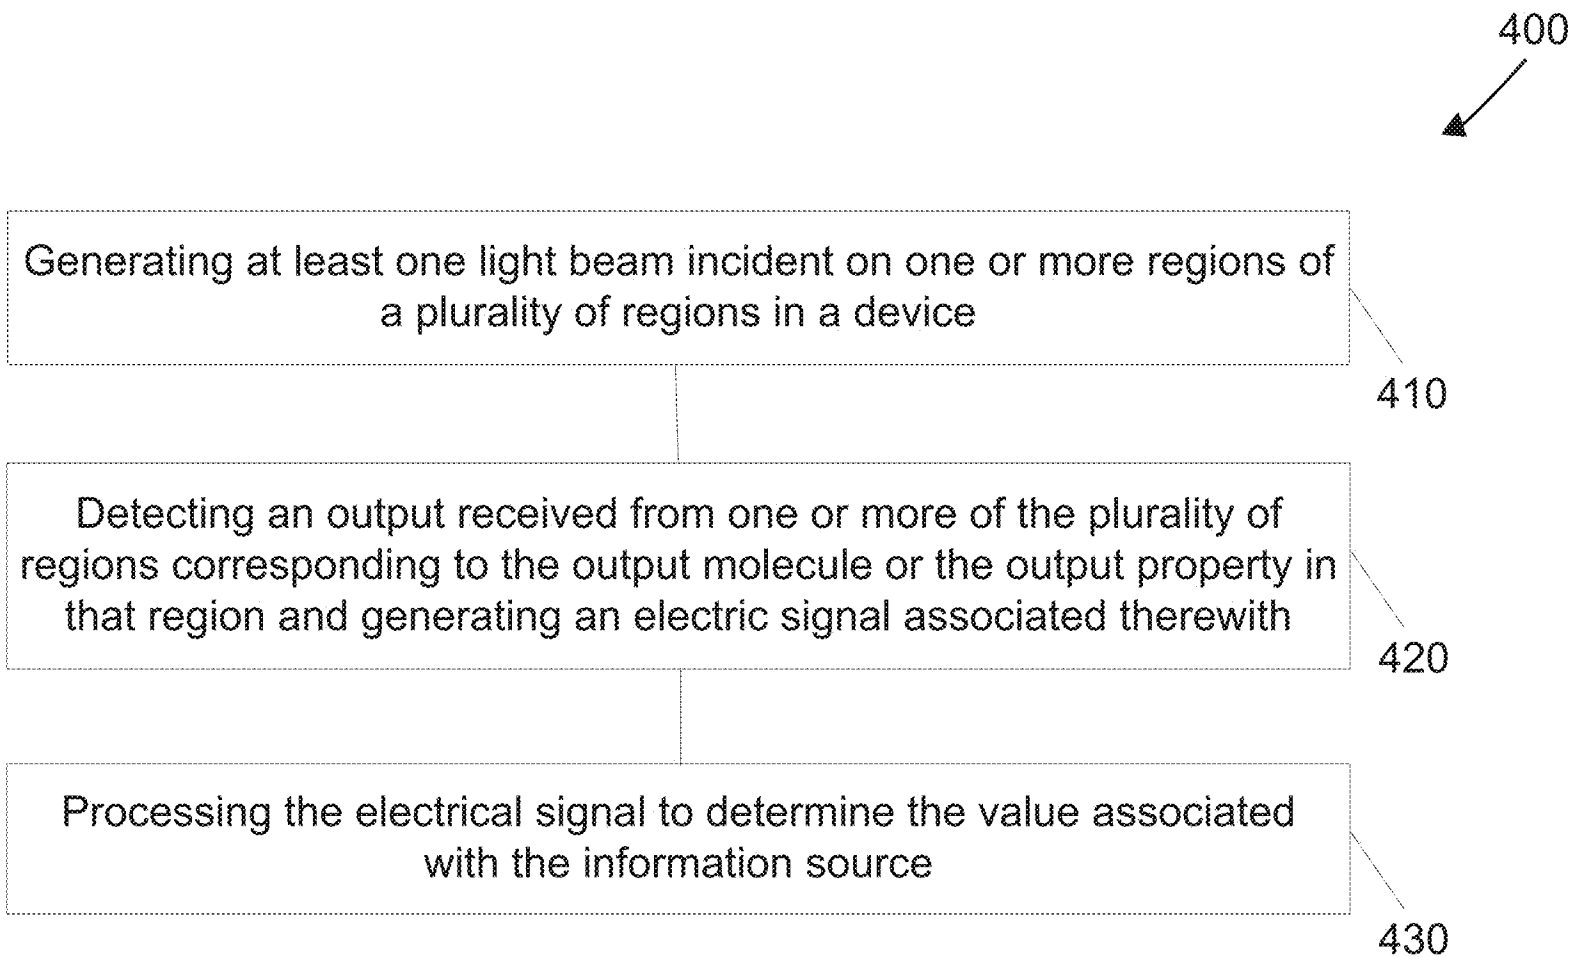 400
Generating at least one light beam incident on one or more regions of
a plurality of regions in a device
410
Detecting an output received from one or more of the plurality of
regions corresponding to the output molecule or the output property in
that region and generating an electric signal associated therewith
420
Processing the electrical signal to determine the value associated
with the information source
430